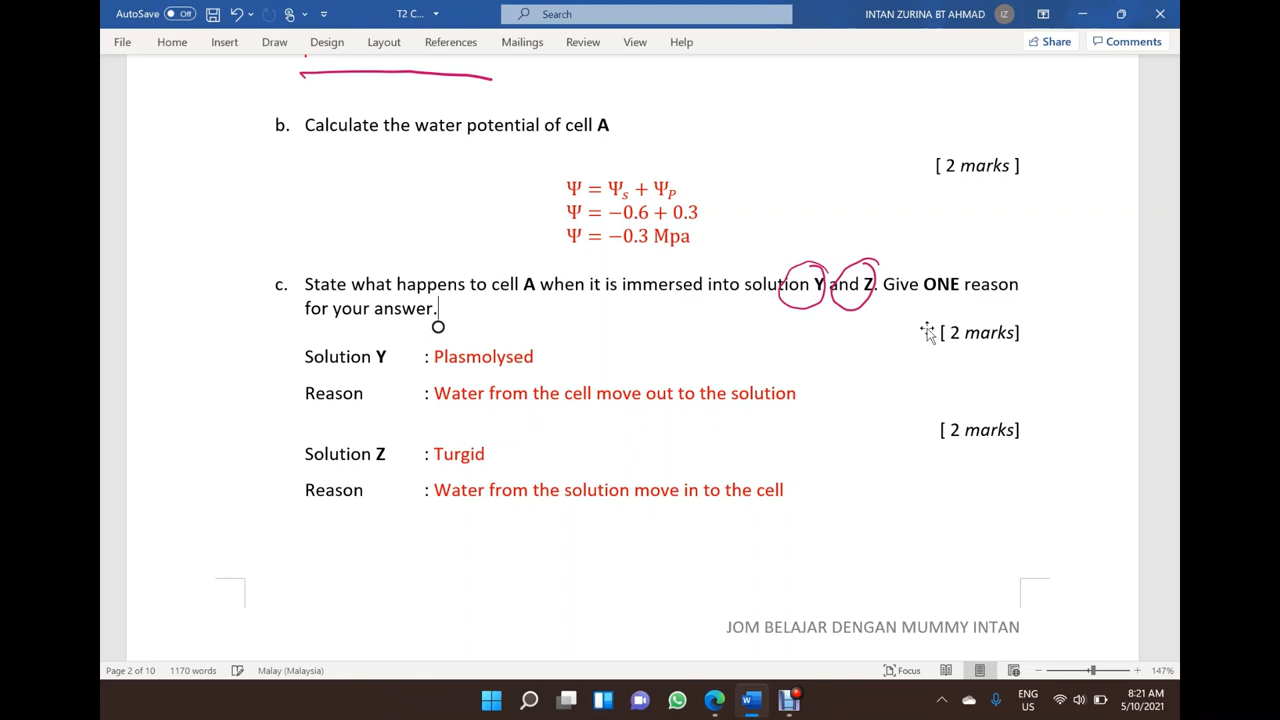 AutoSave Off T2 C... Search INTAN ZURINA BT AHMAD IZ
File Home Insert Draw Design Layout References Mailings Review View Help Share Comments
b. Calculate the water potential of cell A
[ 2 marks ]
Ψ = Ψs + ΨP
Ψ = −0.6 + 0.3
Ψ = −0.3 Mpa
c. State what happens to cell A when it is immersed into solution Y and Z. Give ONE reason
for your answer.
[ 2 marks]
Solution Y : Plasmolysed
Reason : Water from the cell move out to the solution
[ 2 marks]
Solution Z : Turgid
Reason : Water from the solution move in to the cell
JOM BELAJAR DENGAN MUMMY INTAN
Page 2 of 10 1170 words Malay (Malaysia) Focus 147%
ENG 8:21 AM
US 5/10/2021